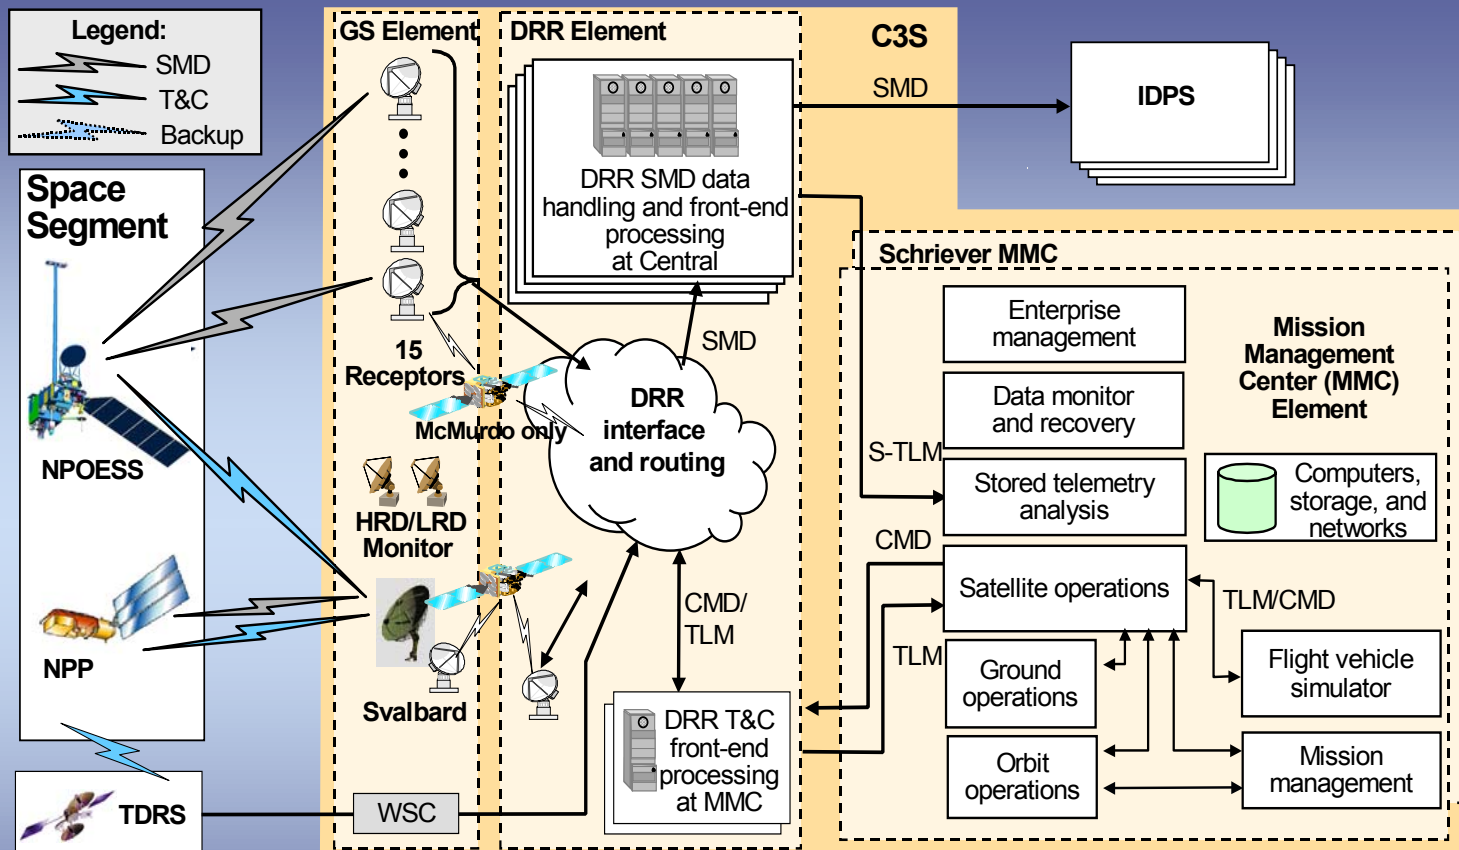 Legend:
SMD
T&C
Backup
Space
Segment
NPOESS
NPP
TDRS
GS Element
15
Receptors
McMurdo only
HRD/LRD
Monitor
Svalbard
WSC
DRR Element
DRR SMD data
handling and front-end
processing
at Central
SMD
DRR
interface
and routing
CMD/
TLM
DRR T&C
front-end
processing
at MMC
C3S
SMD
IDPS
S-TLM
CMD
TLM
Schriever MMC
Enterprise
management
Data monitor
and recovery
Stored telemetry
analysis
Satellite operations
Ground
operations
Orbit
operations
Mission
Management
Center (MMC)
Element
Computers,
storage, and
networks
TLM/CMD
Flight vehicle
simulator
Mission
management